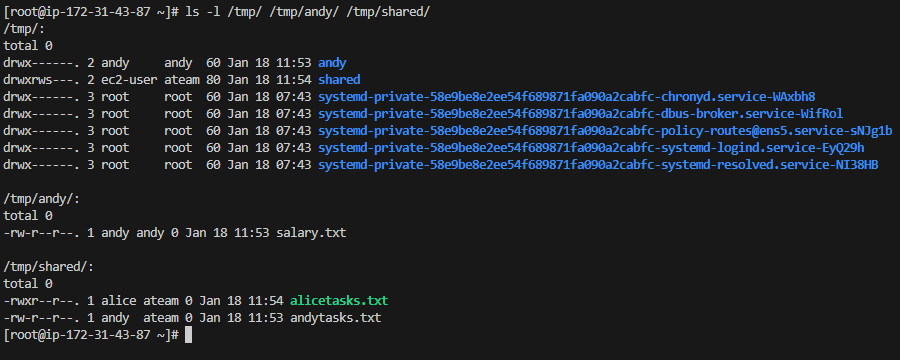 [root@ip-172-31-43-87 ~]# ls -l /tmp/ /tmp/andy/ /tmp/shared/
/tmp/:
total 0
drwx------. 2 andy     andy  60 Jan 18 11:53 andy
drwxrws---. 2 ec2-user ateam 80 Jan 18 11:54 shared
drwx------. 3 root     root  60 Jan 18 07:43 systemd-private-58e9be8e2ee54f689871fa090a2cabfc-chronyd.service-WAxbh8
drwx------. 3 root     root  60 Jan 18 07:43 systemd-private-58e9be8e2ee54f689871fa090a2cabfc-dbus-broker.service-WifRol
drwx------. 3 root     root  60 Jan 18 07:43 systemd-private-58e9be8e2ee54f689871fa090a2cabfc-policy-routes@ens5.service-sNJg1b
drwx------. 3 root     root  60 Jan 18 07:43 systemd-private-58e9be8e2ee54f689871fa090a2cabfc-systemd-logind.service-EyQ29h
drwx------. 3 root     root  60 Jan 18 07:43 systemd-private-58e9be8e2ee54f689871fa090a2cabfc-systemd-resolved.service-NI38HB
/tmp/andy/:
total 0
-rw-r--r--. 1 andy andy 0 Jan 18 11:53 salary.txt
/tmp/shared/:
total 0
-rwxr--r--. 1 alice ateam 0 Jan 18 11:54 alicetasks.txt
-rw-r--r--. 1 andy  ateam 0 Jan 18 11:53 andytasks.txt
[root@ip-172-31-43-87 ~]#